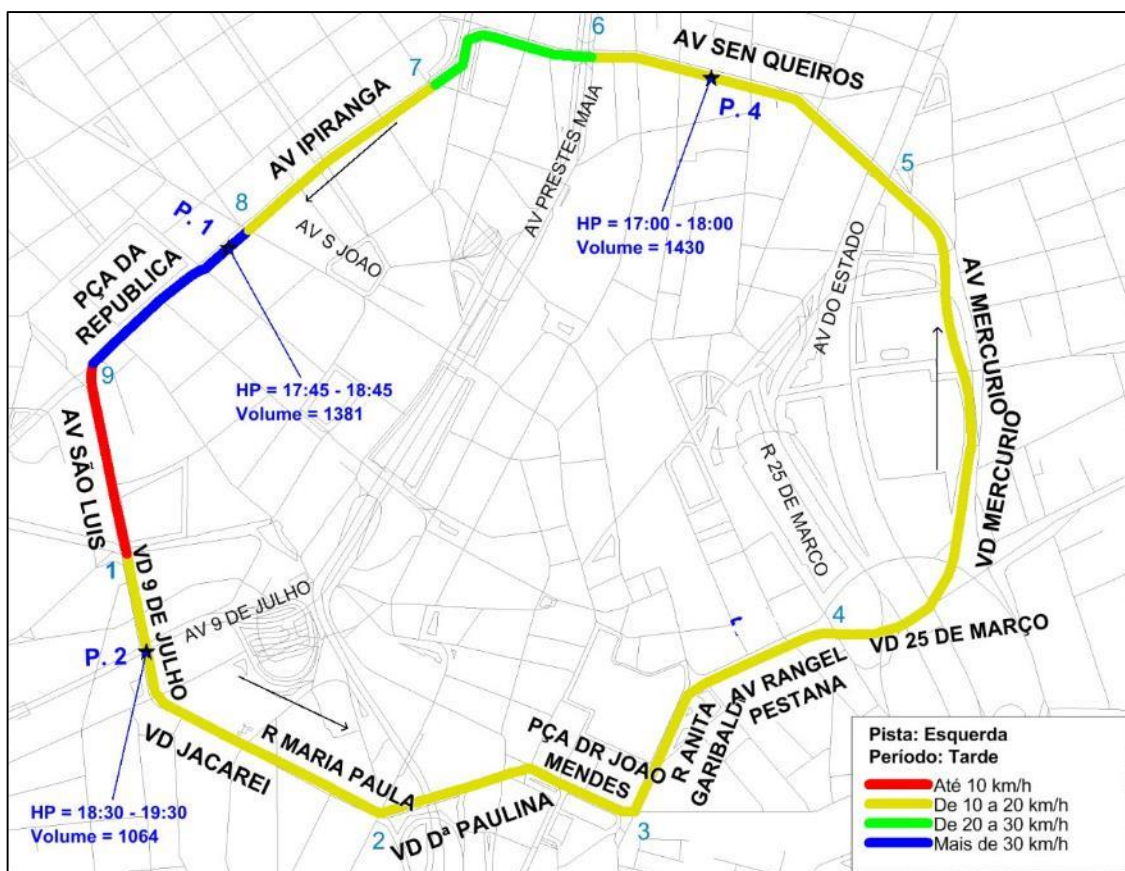 6
AV SEN QUEIROS
7
P. 4
AV IPIRANGA
AV PRESTES MAIA
5
8
P. 1
HP = 17:00 - 18:00
Volume = 1430
AV S JOAO
PÇA DA
REPUBLICA
AV DO ESTADO
AV MERCURIO
9
HP = 17:45 - 18:45
Volume = 1381
AV SÃO LUIS
R 25 DE MARÇO
VD MERCURIO
1
VD 9 DE JULHO
AV 9 DE JULHO
P. 2
4
VD 25 DE MARÇO
AV RANGEL
PESTANA
R ANITA
GARIBALDI
PÇA DR JOAO
MENDES
R MARIA PAULA
VD JACAREI
HP = 18:30 - 19:30
Volume = 1064
2
VD Dª PAULINA
3
Pista: Esquerda
Período: Tarde
Até 10 km/h
De 10 a 20 km/h
De 20 a 30 km/h
Mais de 30 km/h